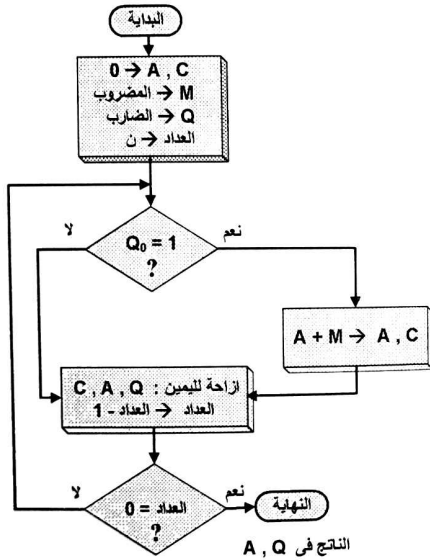 البداية
0 → A , C
M → المضروب
Q → الضارب
العداد → ن
لا
نعم
Q₀ = 1
?
A + M → A , C
ازاحة لليمين : C , A , Q
العداد → العداد - 1
لا
نعم
العداد = 0
?
النهاية
الناتج فى A , Q